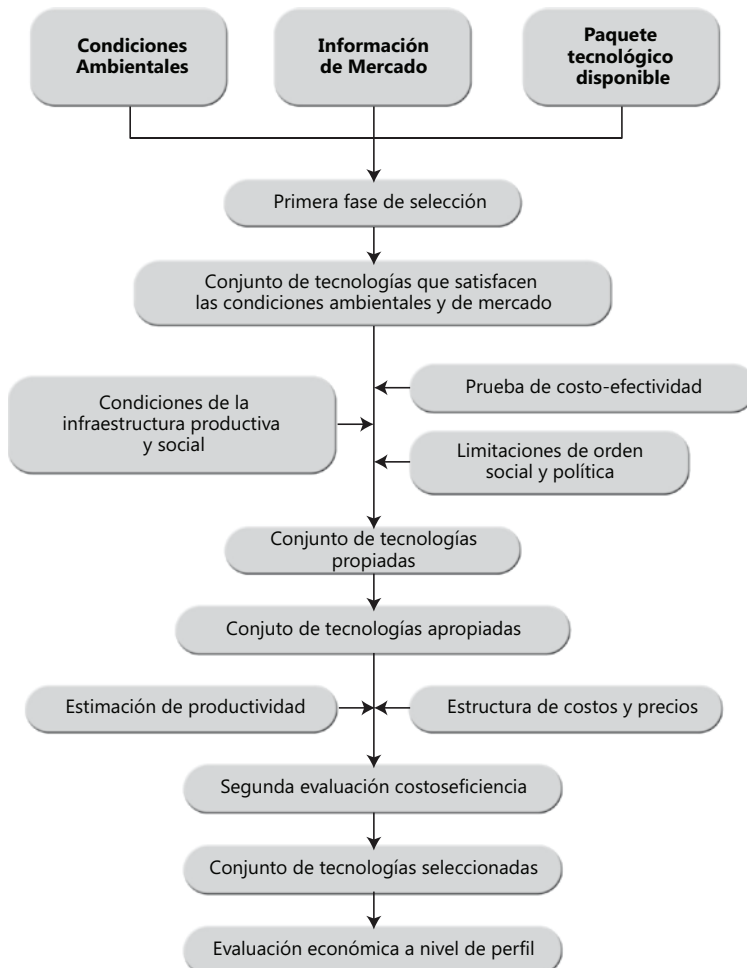 Condiciones
Ambientales
Información
de Mercado
Paquete
tecnológico
disponible
Primera fase de selección
Conjunto de tecnologías que satisfacen
las condiciones ambientales y de mercado
Prueba de costo-efectividad
Condiciones de la
infraestructura productiva
y social
Limitaciones de orden
social y política
Conjunto de tecnologías
propiadas
Conjuto de tecnologías apropiadas
Estimación de productividad
Estructura de costos y precios
Segunda evaluación costoseficiencia
Conjunto de tecnologías seleccionadas
Evaluación económica a nivel de perfil